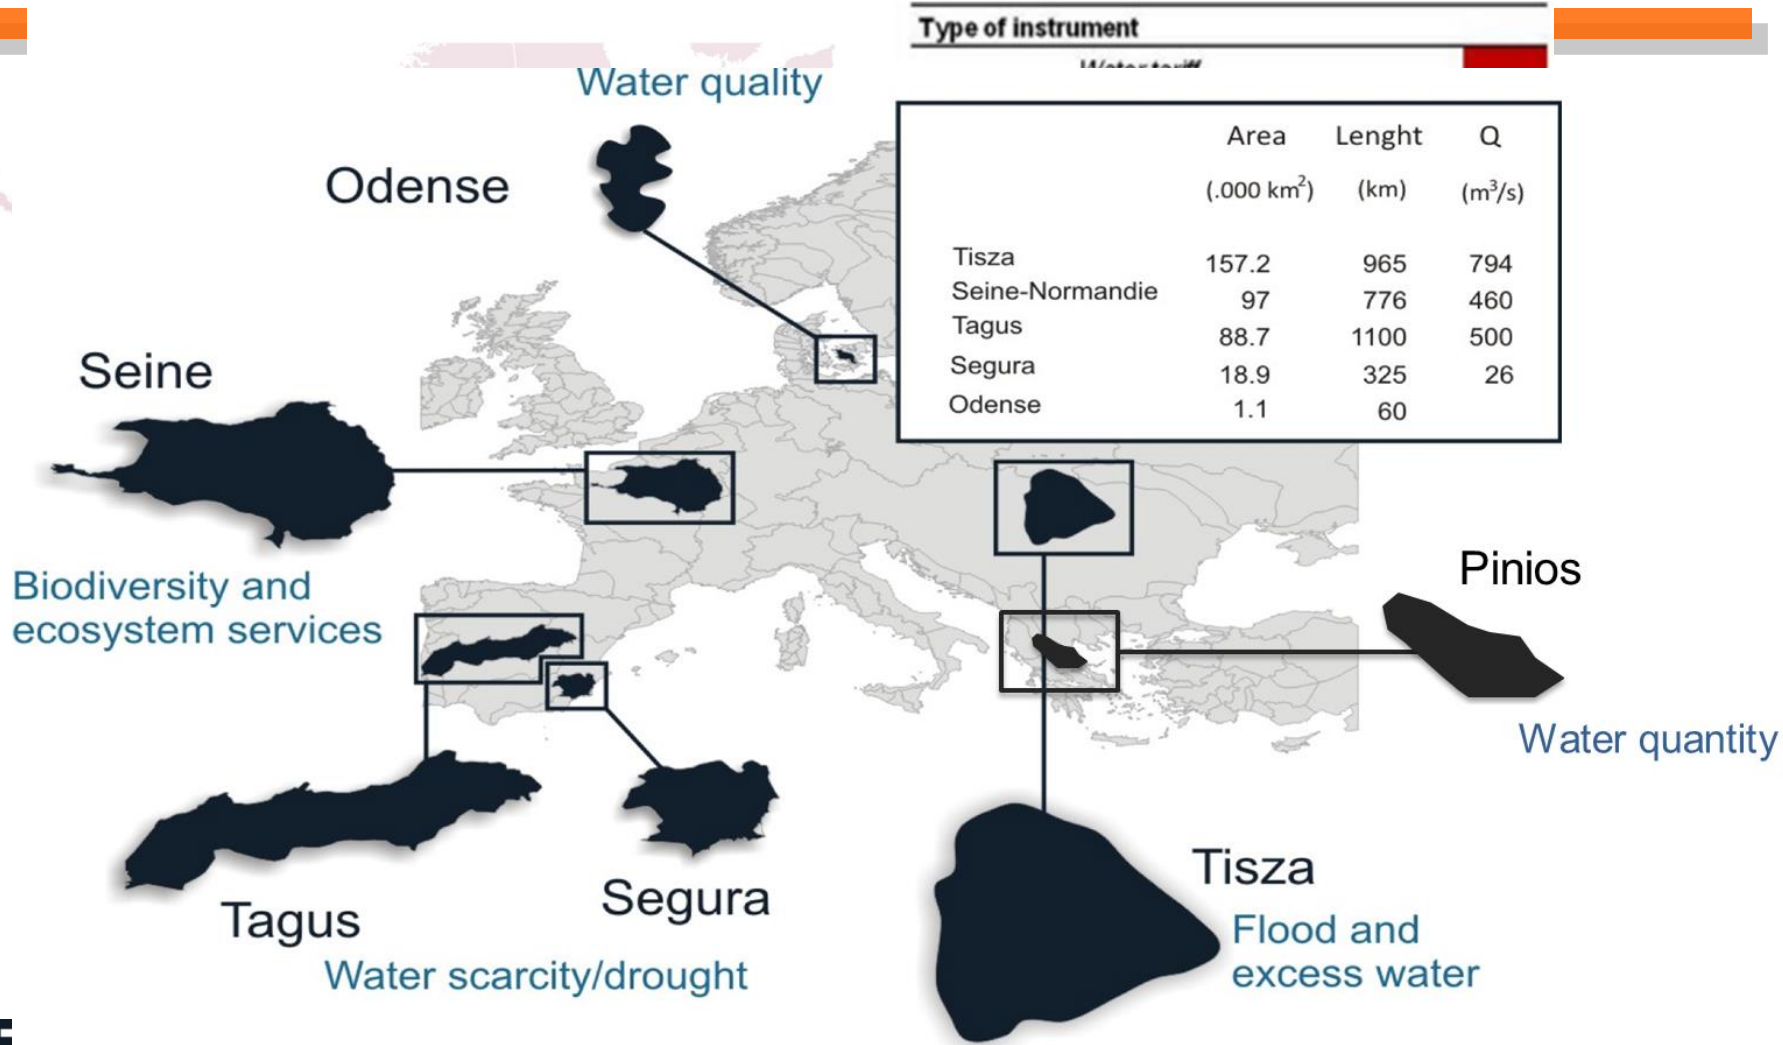 Type of instrument
Water tariff
Water quality
Odense
Area Lenght Q
(.000 km²) (km) (m³/s)
Tisza 157.2 965 794
Seine-Normandie 97 776 460
Tagus 88.7 1100 500
Segura 18.9 325 26
Odense 1.1 60
Seine
Biodiversity and
ecosystem services
Pinios
Water quantity
Tagus
Segura
Water scarcity/drought
Tisza
Flood and
excess water